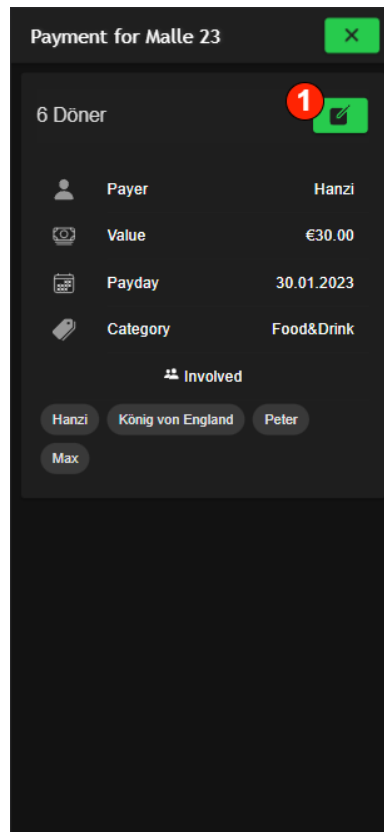 Payment for Malle 23
6 Döner
1
Payer Hanzi
Value €30.00
Payday 30.01.2023
Category Food&Drink
Involved
Hanzi König von England Peter
Max